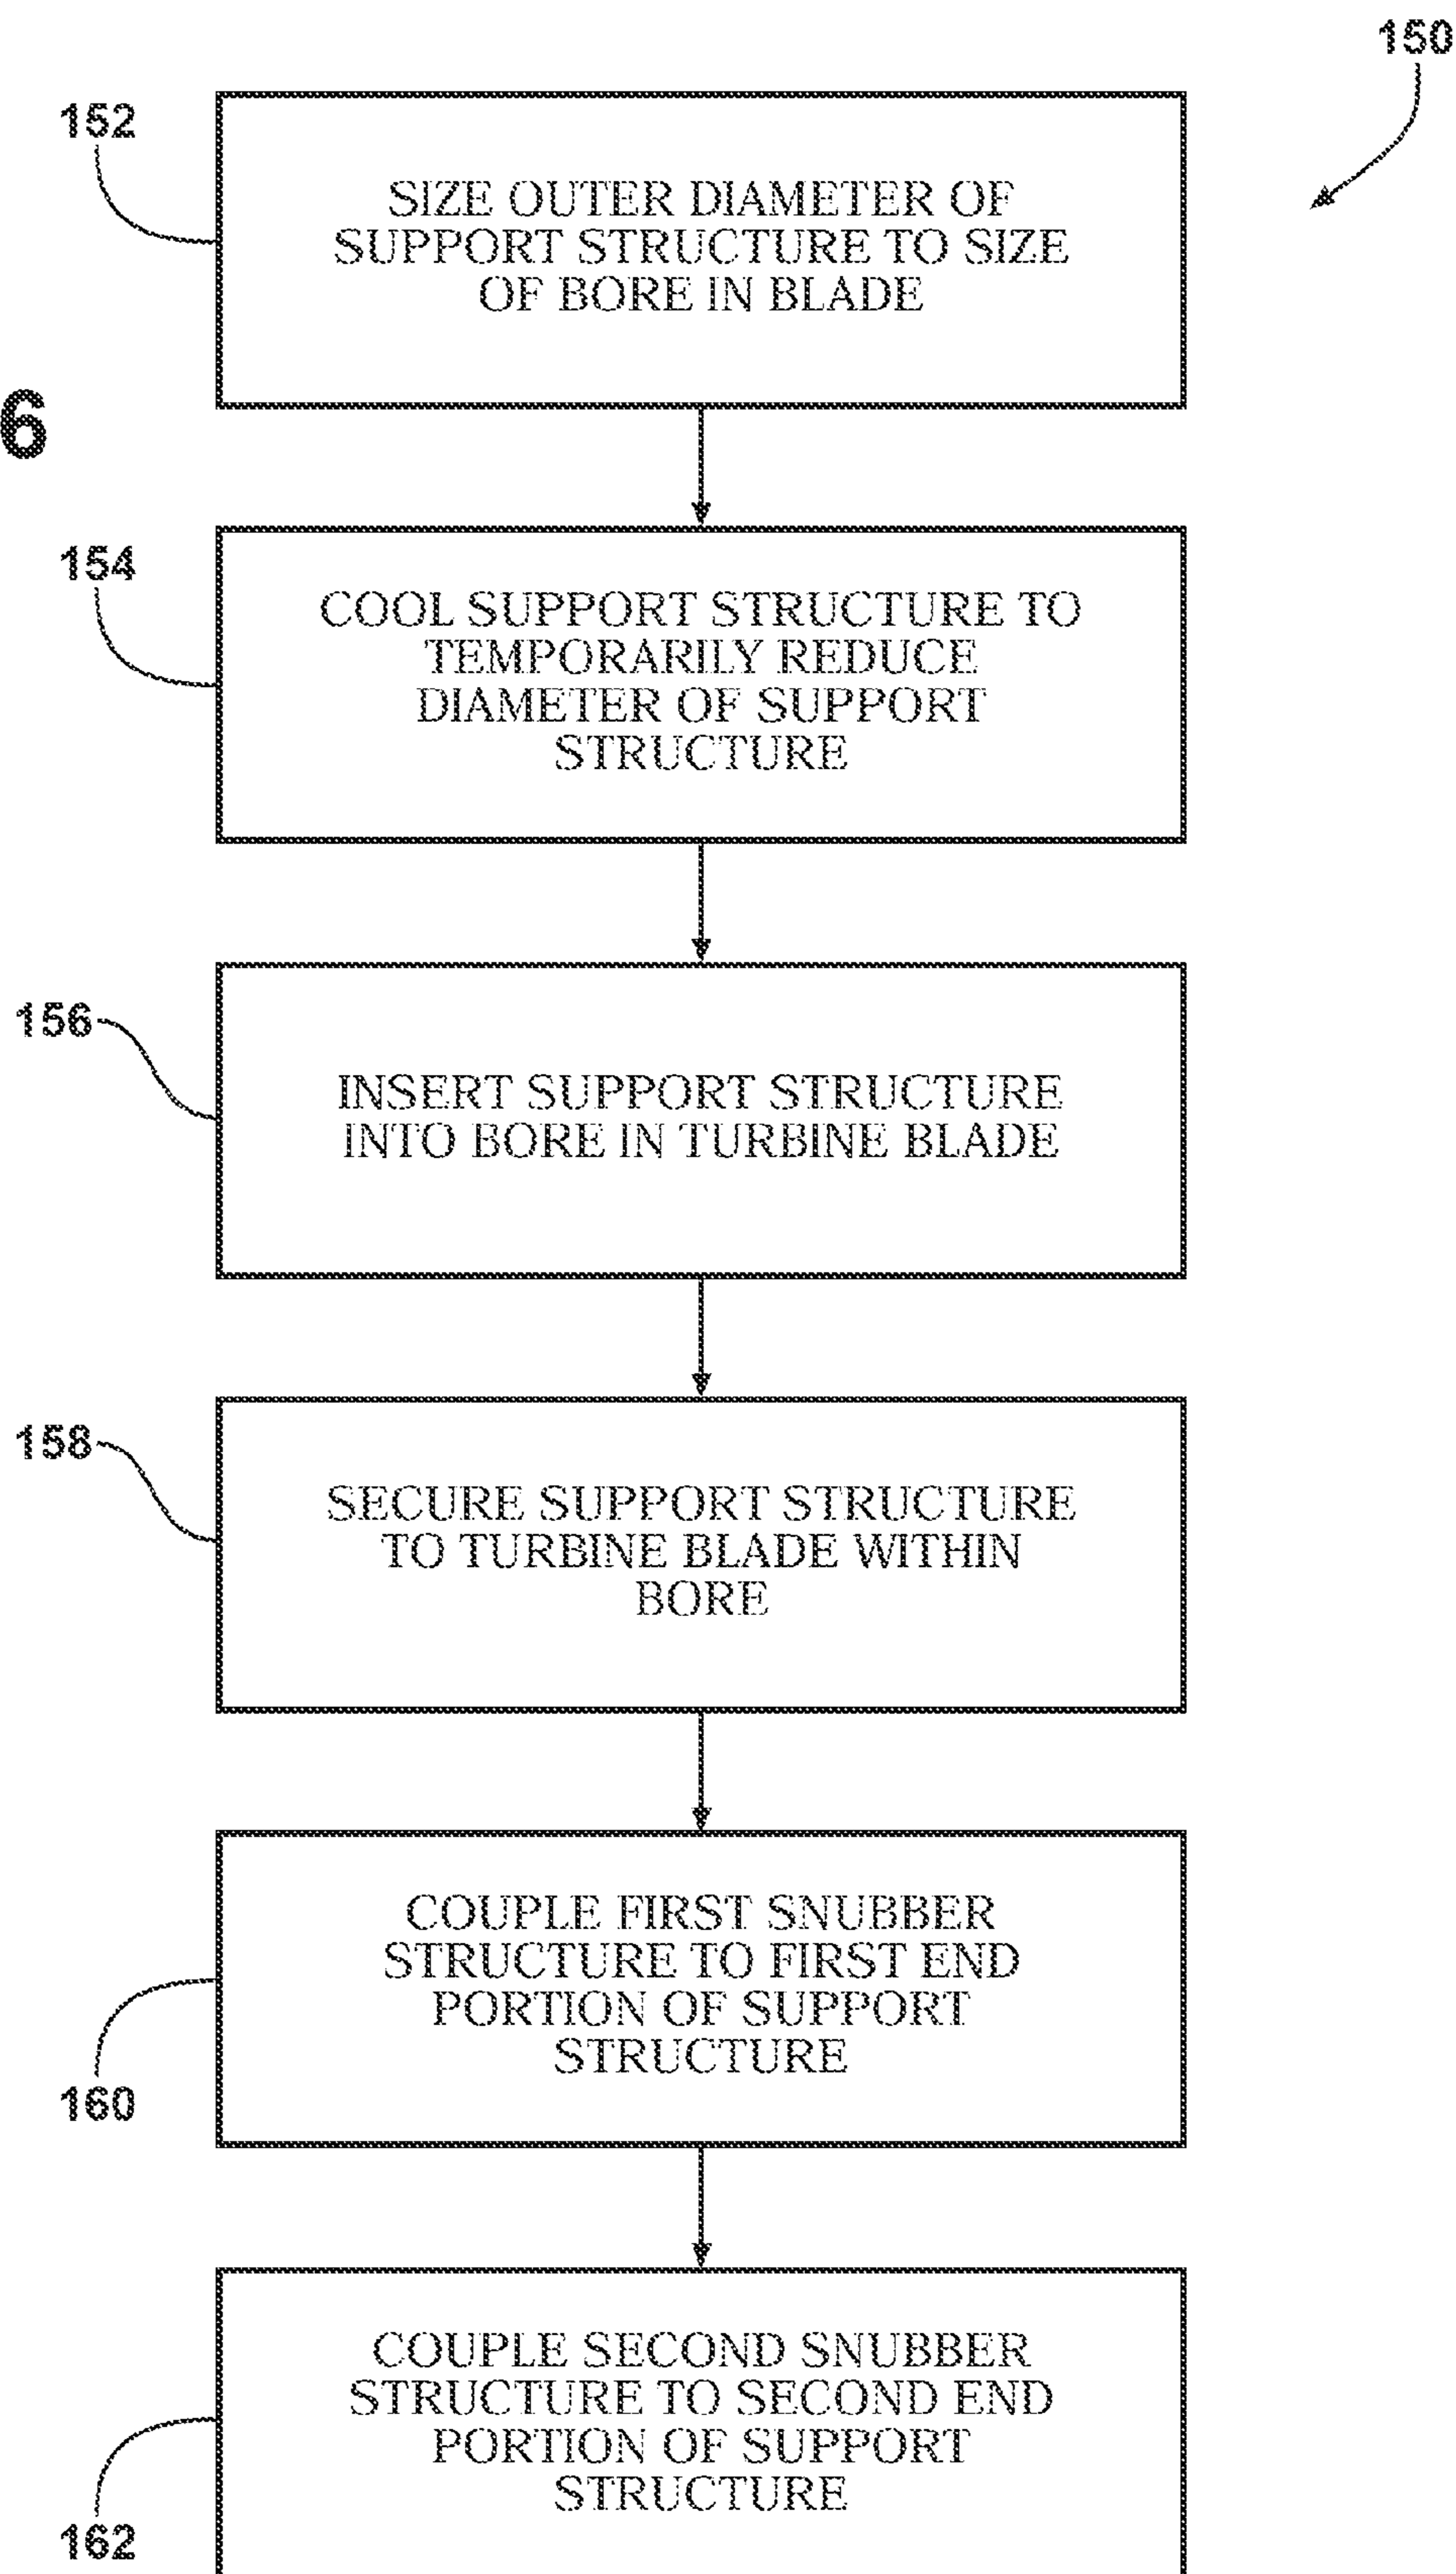 150
152
SIZE OUTER DIAMETER OF
SUPPORT STRUCTURE TO SIZE
OF BORE IN BLADE
6
154
COOL SUPPORT STRUCTURE TO
TEMPORARILY REDUCE
DIAMETER OF SUPPORT
STRUCTURE
156
INSERT SUPPORT STRUCTURE
INTO BORE IN TURBINE BLADE
158
SECURE SUPPORT STRUCTURE
TO TURBINE BLADE WITHIN
BORE
COUPLE FIRST SNUBBER
STRUCTURE TO FIRST END
PORTION OF SUPPORT
STRUCTURE
160
COUPLE SECOND SNUBBER
STRUCTURE TO SECOND END
PORTION OF SUPPORT
STRUCTURE
162